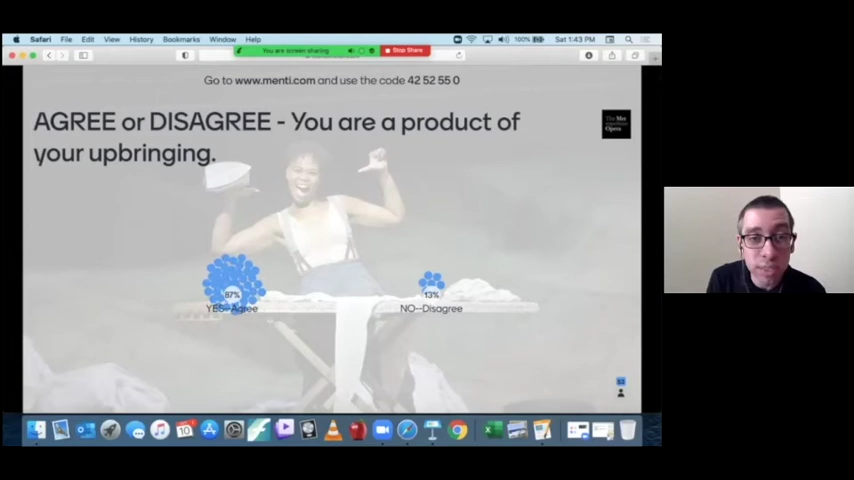 Safari File Edit View History Bookmarks Window Help
100%
Sat 1:43 PM
You are screen sharing
Stop Share
Go to www.menti.com and use the code 42 52 55 0
AGREE or DISAGREE - You are a product of
your upbringing.
The Met
Opera
87%
13%
YES--Agree
NO--Disagree
10